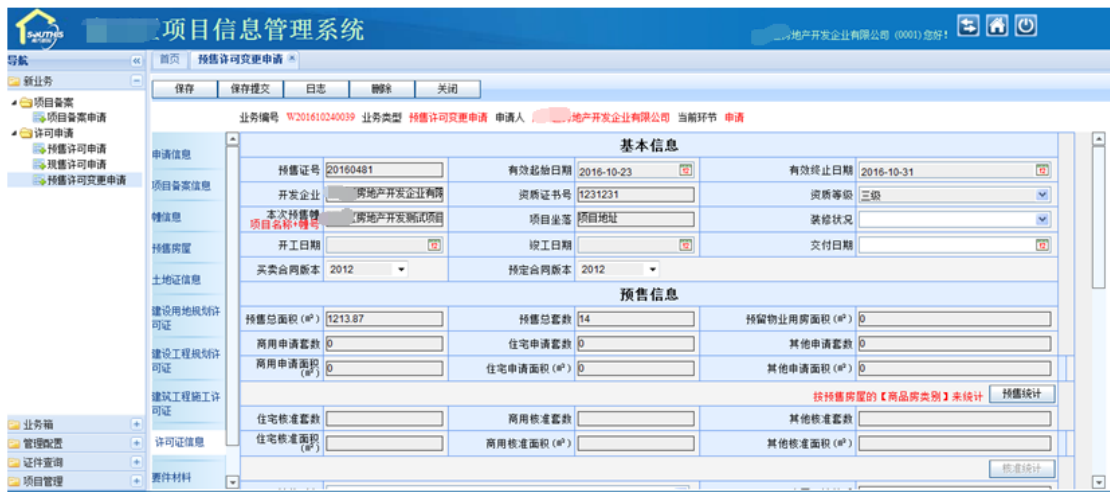 SOUTHIS
项目信息管理系统
地产开发企业有限公司 (0001) 您好!
导航
首页 预售许可变更申请
新业务
保存 保存提交 日志 删除 关闭
项目备案
项目备案申请
许可申请
预售许可申请
现售许可申请
预售许可变更申请
业务编号 W201610240039 业务类型 预售许可变更申请 申请人 地产开发企业有限公司 当前环节 申请
申请信息
项目备案信息
幢信息
预售房屋
土地证信息
建设用地规划许可证
建设工程规划许可证
建筑工程施工许可证
许可证信息
要件材料
基本信息
预售证号 20160481 有效起始日期 2016-10-23 有效终止日期 2016-10-31
开发企业 房地产开发企业有限 资质证书号 1231231 资质等级 三级
本次预售幢
项目名称+幢号 房地产开发测试项目 项目坐落 项目地址 装修状况
开工日期 竣工日期 交付日期
买卖合同版本 2012 预定合同版本 2012
预售信息
预售总面积(㎡) 1213.87 预售总套数 14 预留物业用房面积(㎡) 0
商用申请套数 0 住宅申请套数 0 其他申请套数 0
商用申请面积(㎡) 0 住宅申请面积(㎡) 0 其他申请面积(㎡) 0
按预售房屋的【商品房类别】来统计 预售统计
住宅核准套数 商用核准套数 其他核准套数
住宅核准面积(㎡) 商用核准面积(㎡) 其他核准面积(㎡)
核准统计
业务箱
管理配置
证件查询
项目管理